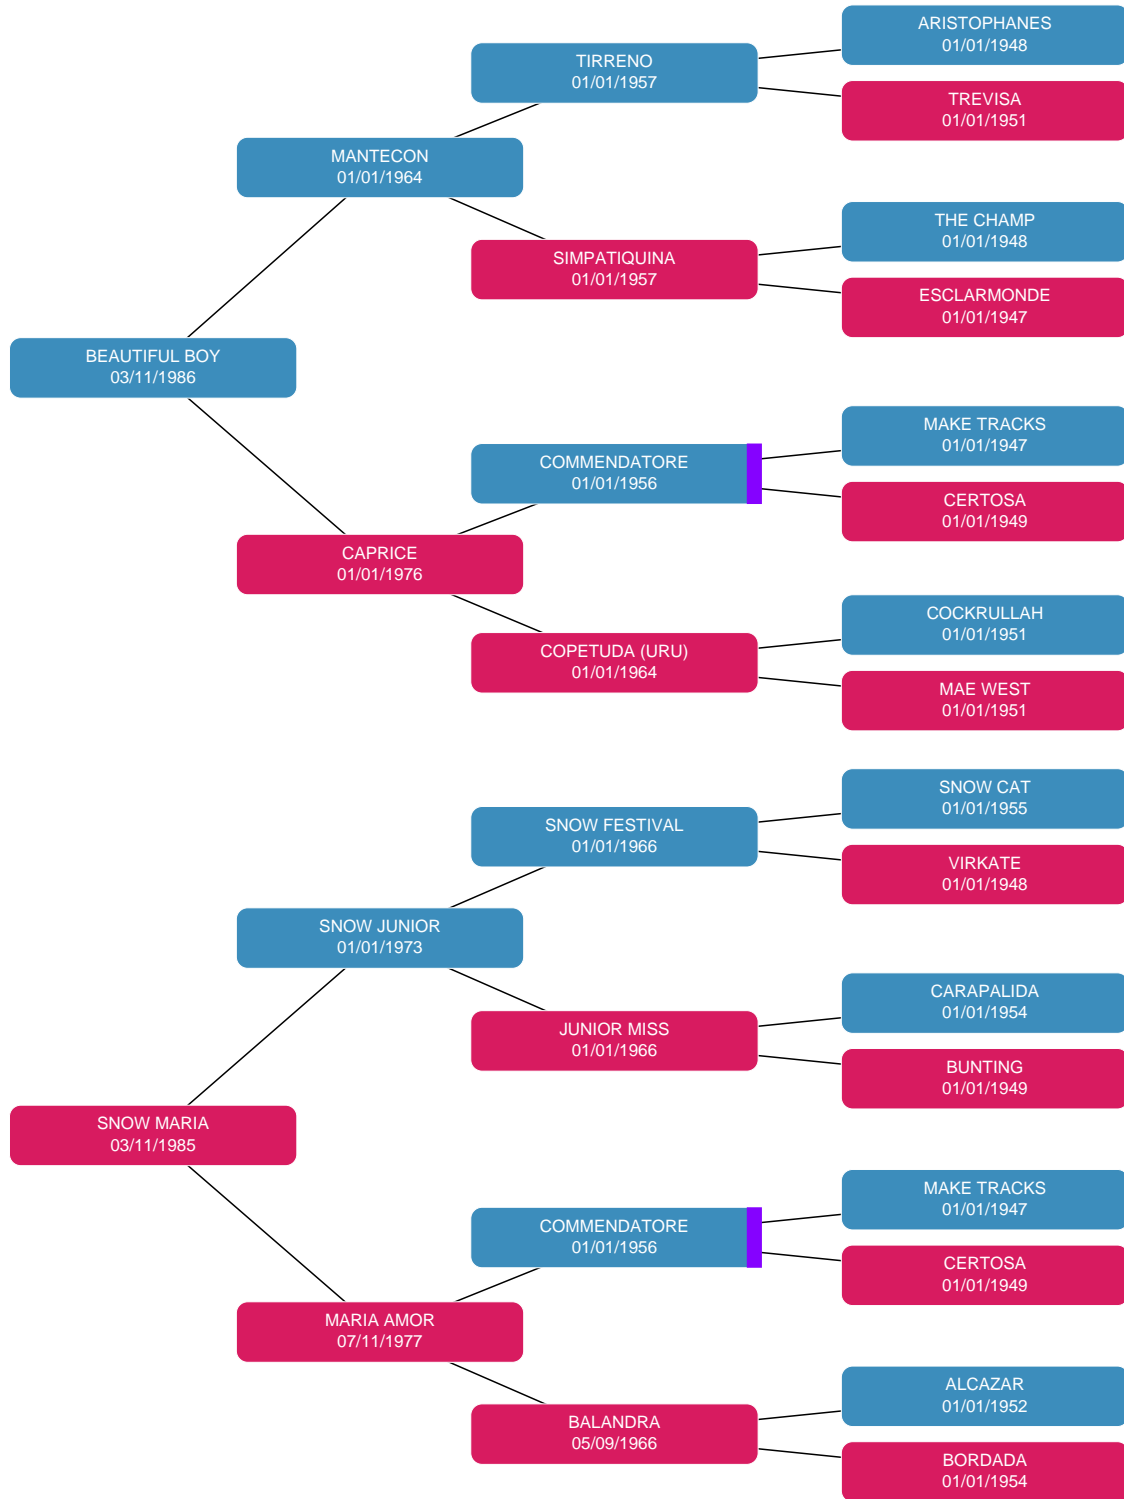 ARISTOPHANES
01/01/1948
TIRRENO
01/01/1957
TREVISA
01/01/1951
MANTECON
01/01/1964
THE CHAMP
01/01/1948
SIMPATIQUINA
01/01/1957
ESCLARMONDE
01/01/1947
BEAUTIFUL BOY
03/11/1986
MAKE TRACKS
01/01/1947
COMMENDATORE
01/01/1956
CERTOSA
01/01/1949
CAPRICE
01/01/1976
COCKRULLAH
01/01/1951
COPETUDA (URU)
01/01/1964
MAE WEST
01/01/1951
SNOW CAT
01/01/1955
SNOW FESTIVAL
01/01/1966
VIRKATE
01/01/1948
SNOW JUNIOR
01/01/1973
CARAPALIDA
01/01/1954
JUNIOR MISS
01/01/1966
BUNTING
01/01/1949
SNOW MARIA
03/11/1985
MAKE TRACKS
01/01/1947
COMMENDATORE
01/01/1956
CERTOSA
01/01/1949
MARIA AMOR
07/11/1977
ALCAZAR
01/01/1952
BALANDRA
05/09/1966
BORDADA
01/01/1954